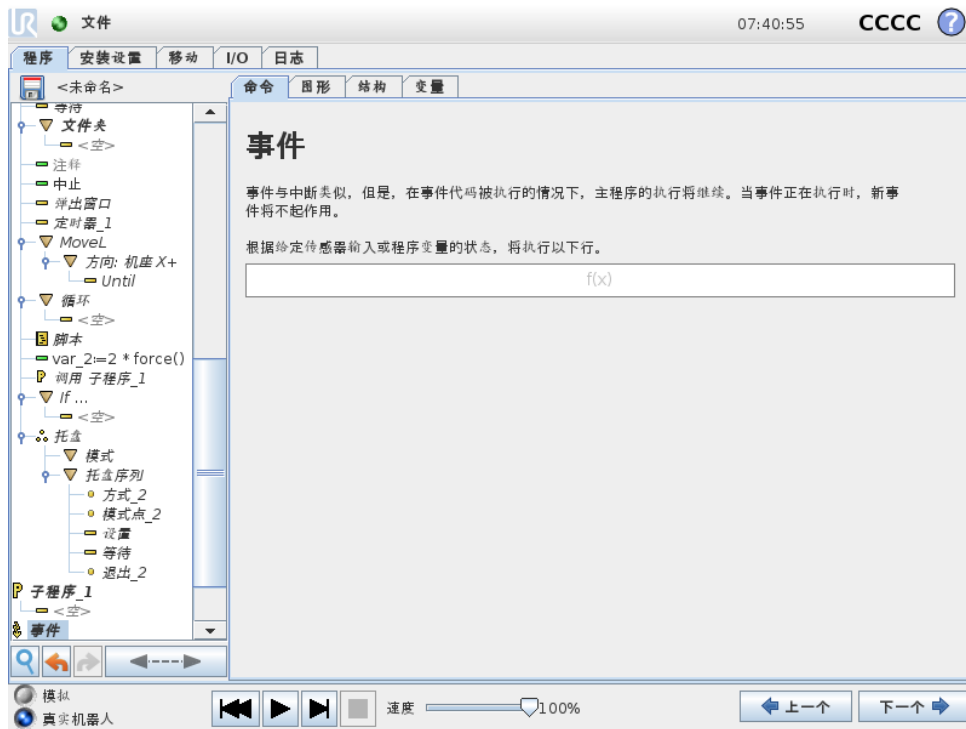 UR 文件 07:40:55 CCCC ?
程序 安装设置 移动 I/O 日志
<未命名>
命令 图形 结构 变量
等待
文件夹
<空>
注释
中止
弹出窗口
定时器_1
MoveL
方向: 机座 X+
Until
循环
<空>
脚本
var_2:=2 * force()
调用 子程序_1
If ...
<空>
托盘
模式
托盘序列
方式_2
模式点_2
设置
等待
退出_2
子程序_1
<空>
事件
事件
事件与中断类似，但是，在事件代码被执行的情况下，主程序的执行将继续。当事件正在执行时，新事
件将不起作用。
根据给定传感器输入或程序变量的状态，将执行以下行。
f(x)
模拟
真实机器人
速度 100%
上一个 下一个